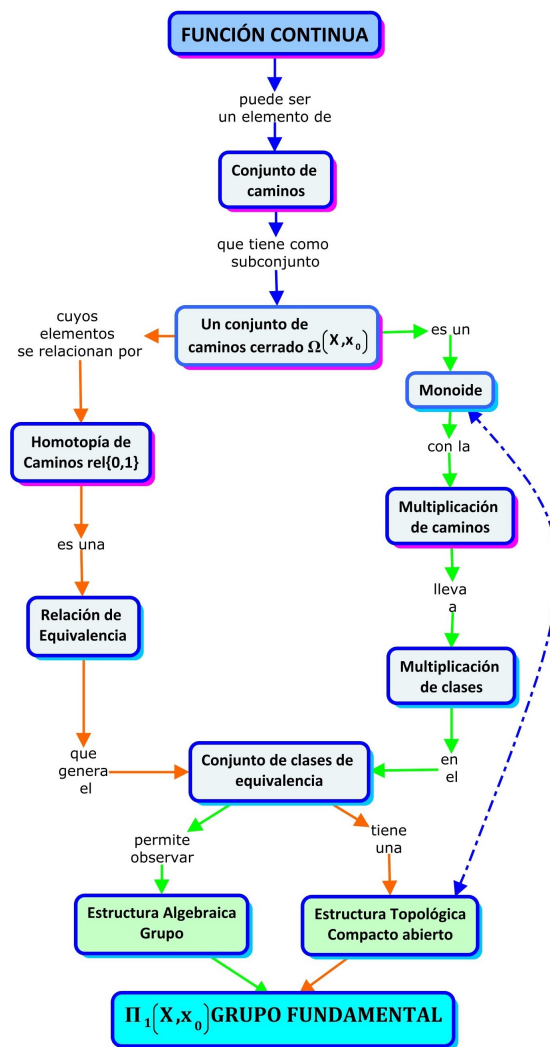 FUNCIÓN CONTINUA
puede ser
un elemento de
Conjunto de
caminos
que tiene como
subconjunto
cuyos
elementos
se relacionan por
Un conjunto de
caminos cerrado Ω(X,x₀)
es un
Monoide
Homotopía de
Caminos rel{0,1}
con la
Multiplicación
de caminos
es una
lleva
a
Relación de
Equivalencia
Multiplicación
de clases
que
genera
el
Conjunto de clases de
equivalencia
en
el
permite
observar
tiene
una
Estructura Algebraica
Grupo
Estructura Topológica
Compacto abierto
Π₁(X,x₀)GRUPO FUNDAMENTAL